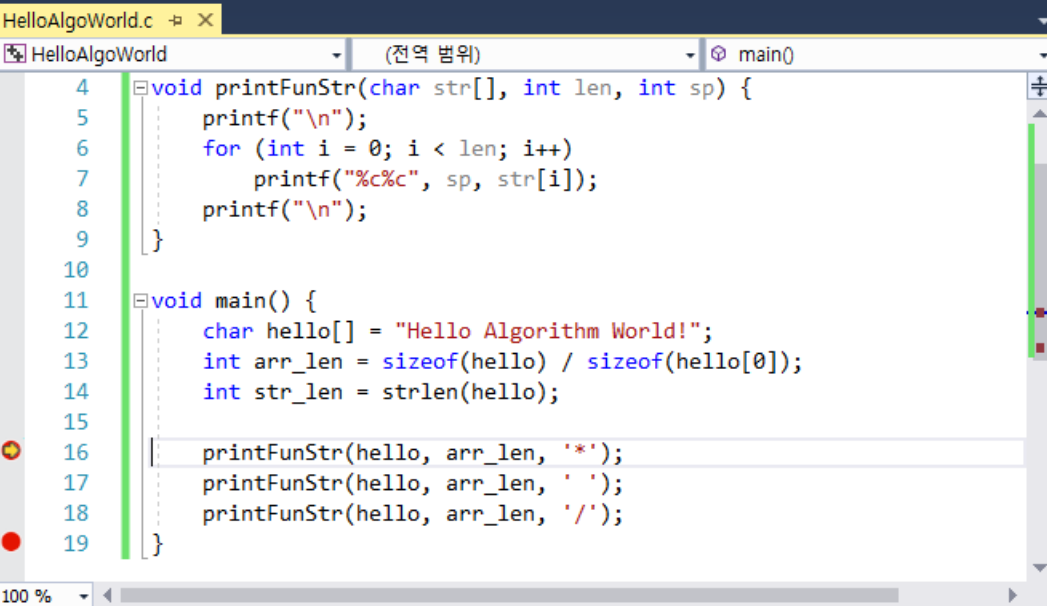 HelloAlgoWorld.c
HelloAlgoWorld (전역 범위) main()
4 void printFunStr(char str[], int len, int sp) {
5 printf("\n");
6 for (int i = 0; i < len; i++)
7 printf("%c%c", sp, str[i]);
8 printf("\n");
9 }
10
11 void main() {
12 char hello[] = "Hello Algorithm World!";
13 int arr_len = sizeof(hello) / sizeof(hello[0]);
14 int str_len = strlen(hello);
15
16 printFunStr(hello, arr_len, '*');
17 printFunStr(hello, arr_len, ' ');
18 printFunStr(hello, arr_len, '/');
19 }
100 %